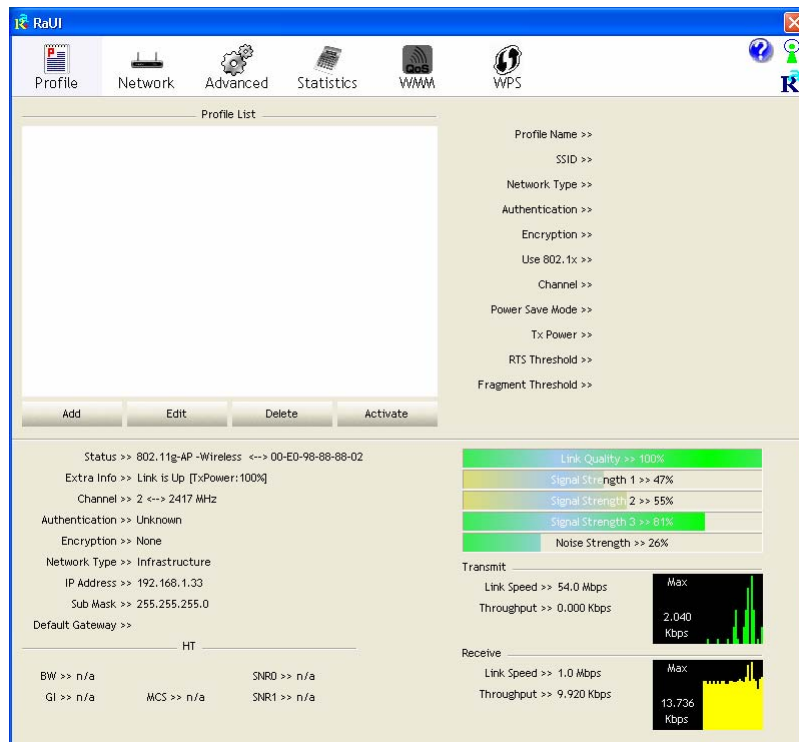 RaUI
Profile Network Advanced Statistics QoS WMM WPS
Profile List
Profile Name >>
SSID >>
Network Type >>
Authentication >>
Encryption >>
Use 802.1x >>
Channel >>
Power Save Mode >>
Tx Power >>
RTS Threshold >>
Fragment Threshold >>
Add Edit Delete Activate
Status >> 802.11g-AP -Wireless <--> 00-E0-98-88-88-02
Extra Info >> Link is Up [TxPower:100%]
Channel >> 2 <--> 2417 MHz
Authentication >> Unknown
Encryption >> None
Network Type >> Infrastructure
IP Address >> 192.168.1.33
Sub Mask >> 255.255.255.0
Default Gateway >>
HT
BW >> n/a SNR0 >> n/a
GI >> n/a MCS >> n/a SNR1 >> n/a
Link Quality >> 100%
Signal Strength 1 >> 47%
Signal Strength 2 >> 55%
Signal Strength 3 >> 81%
Noise Strength >> 26%
Transmit
Link Speed >> 54.0 Mbps
Throughput >> 0.000 Kbps
Max
2.040
Kbps
Receive
Link Speed >> 1.0 Mbps
Throughput >> 9.920 Kbps
Max
13.736
Kbps